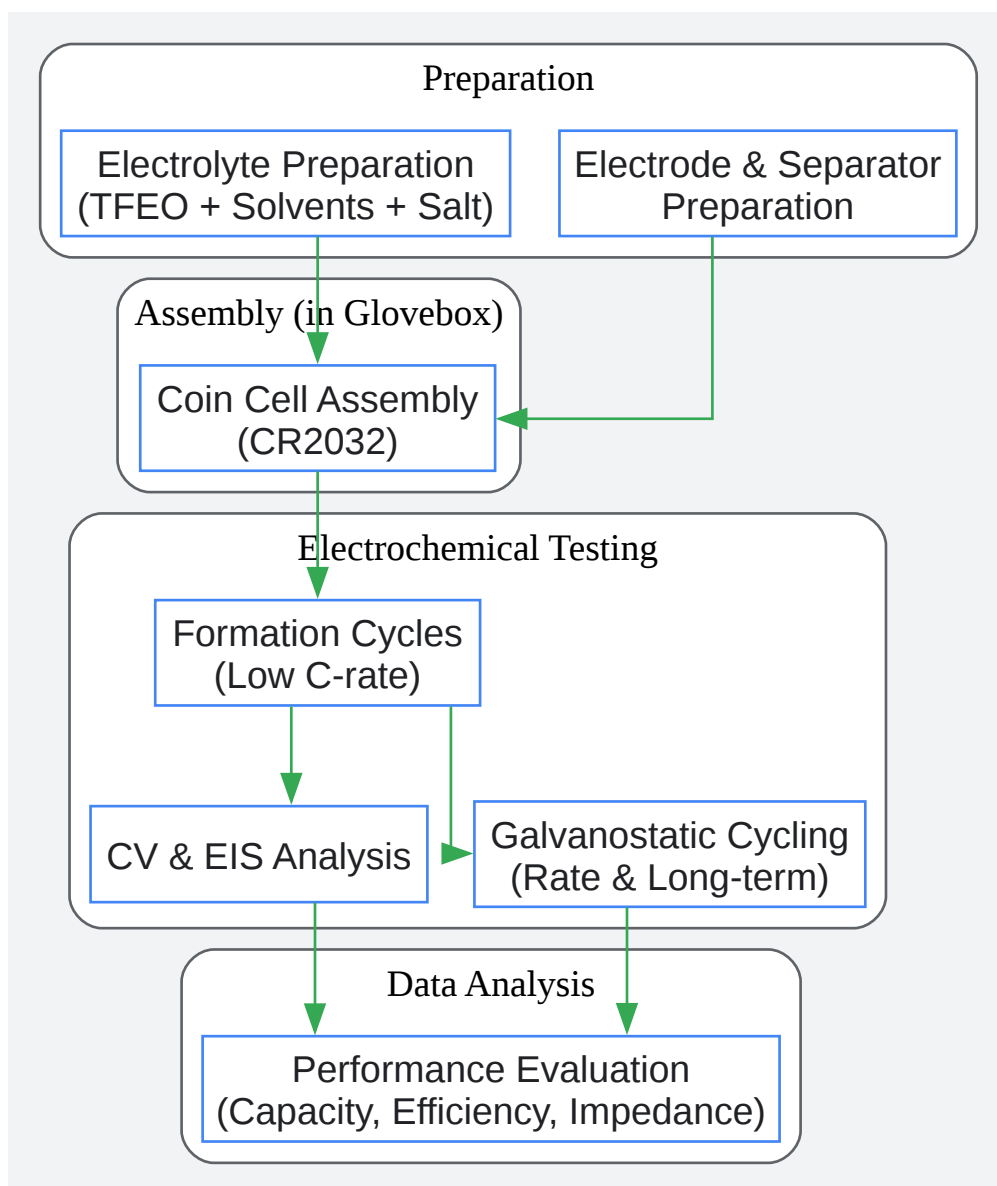 Preparation
Electrolyte Preparation
(TFEO + Solvents + Salt)
Electrode & Separator
Preparation
Assembly (in Glovebox)
Coin Cell Assembly
(CR2032)
Electrochemical Testing
Formation Cycles
(Low C-rate)
CV & EIS Analysis
Galvanostatic Cycling
(Rate & Long-term)
Data Analysis
Performance Evaluation
(Capacity, Efficiency, Impedance)